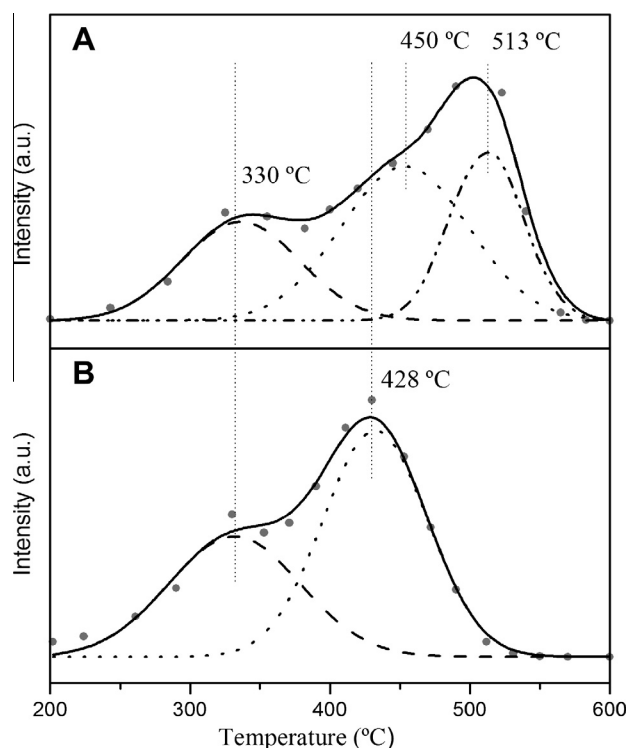 A
450 ºC
513 ºC
330 ºC
Intensity (a.u.)
B
428 ºC
Intensity (a.u.)
200
300
400
500
600
Temperature (ºC)